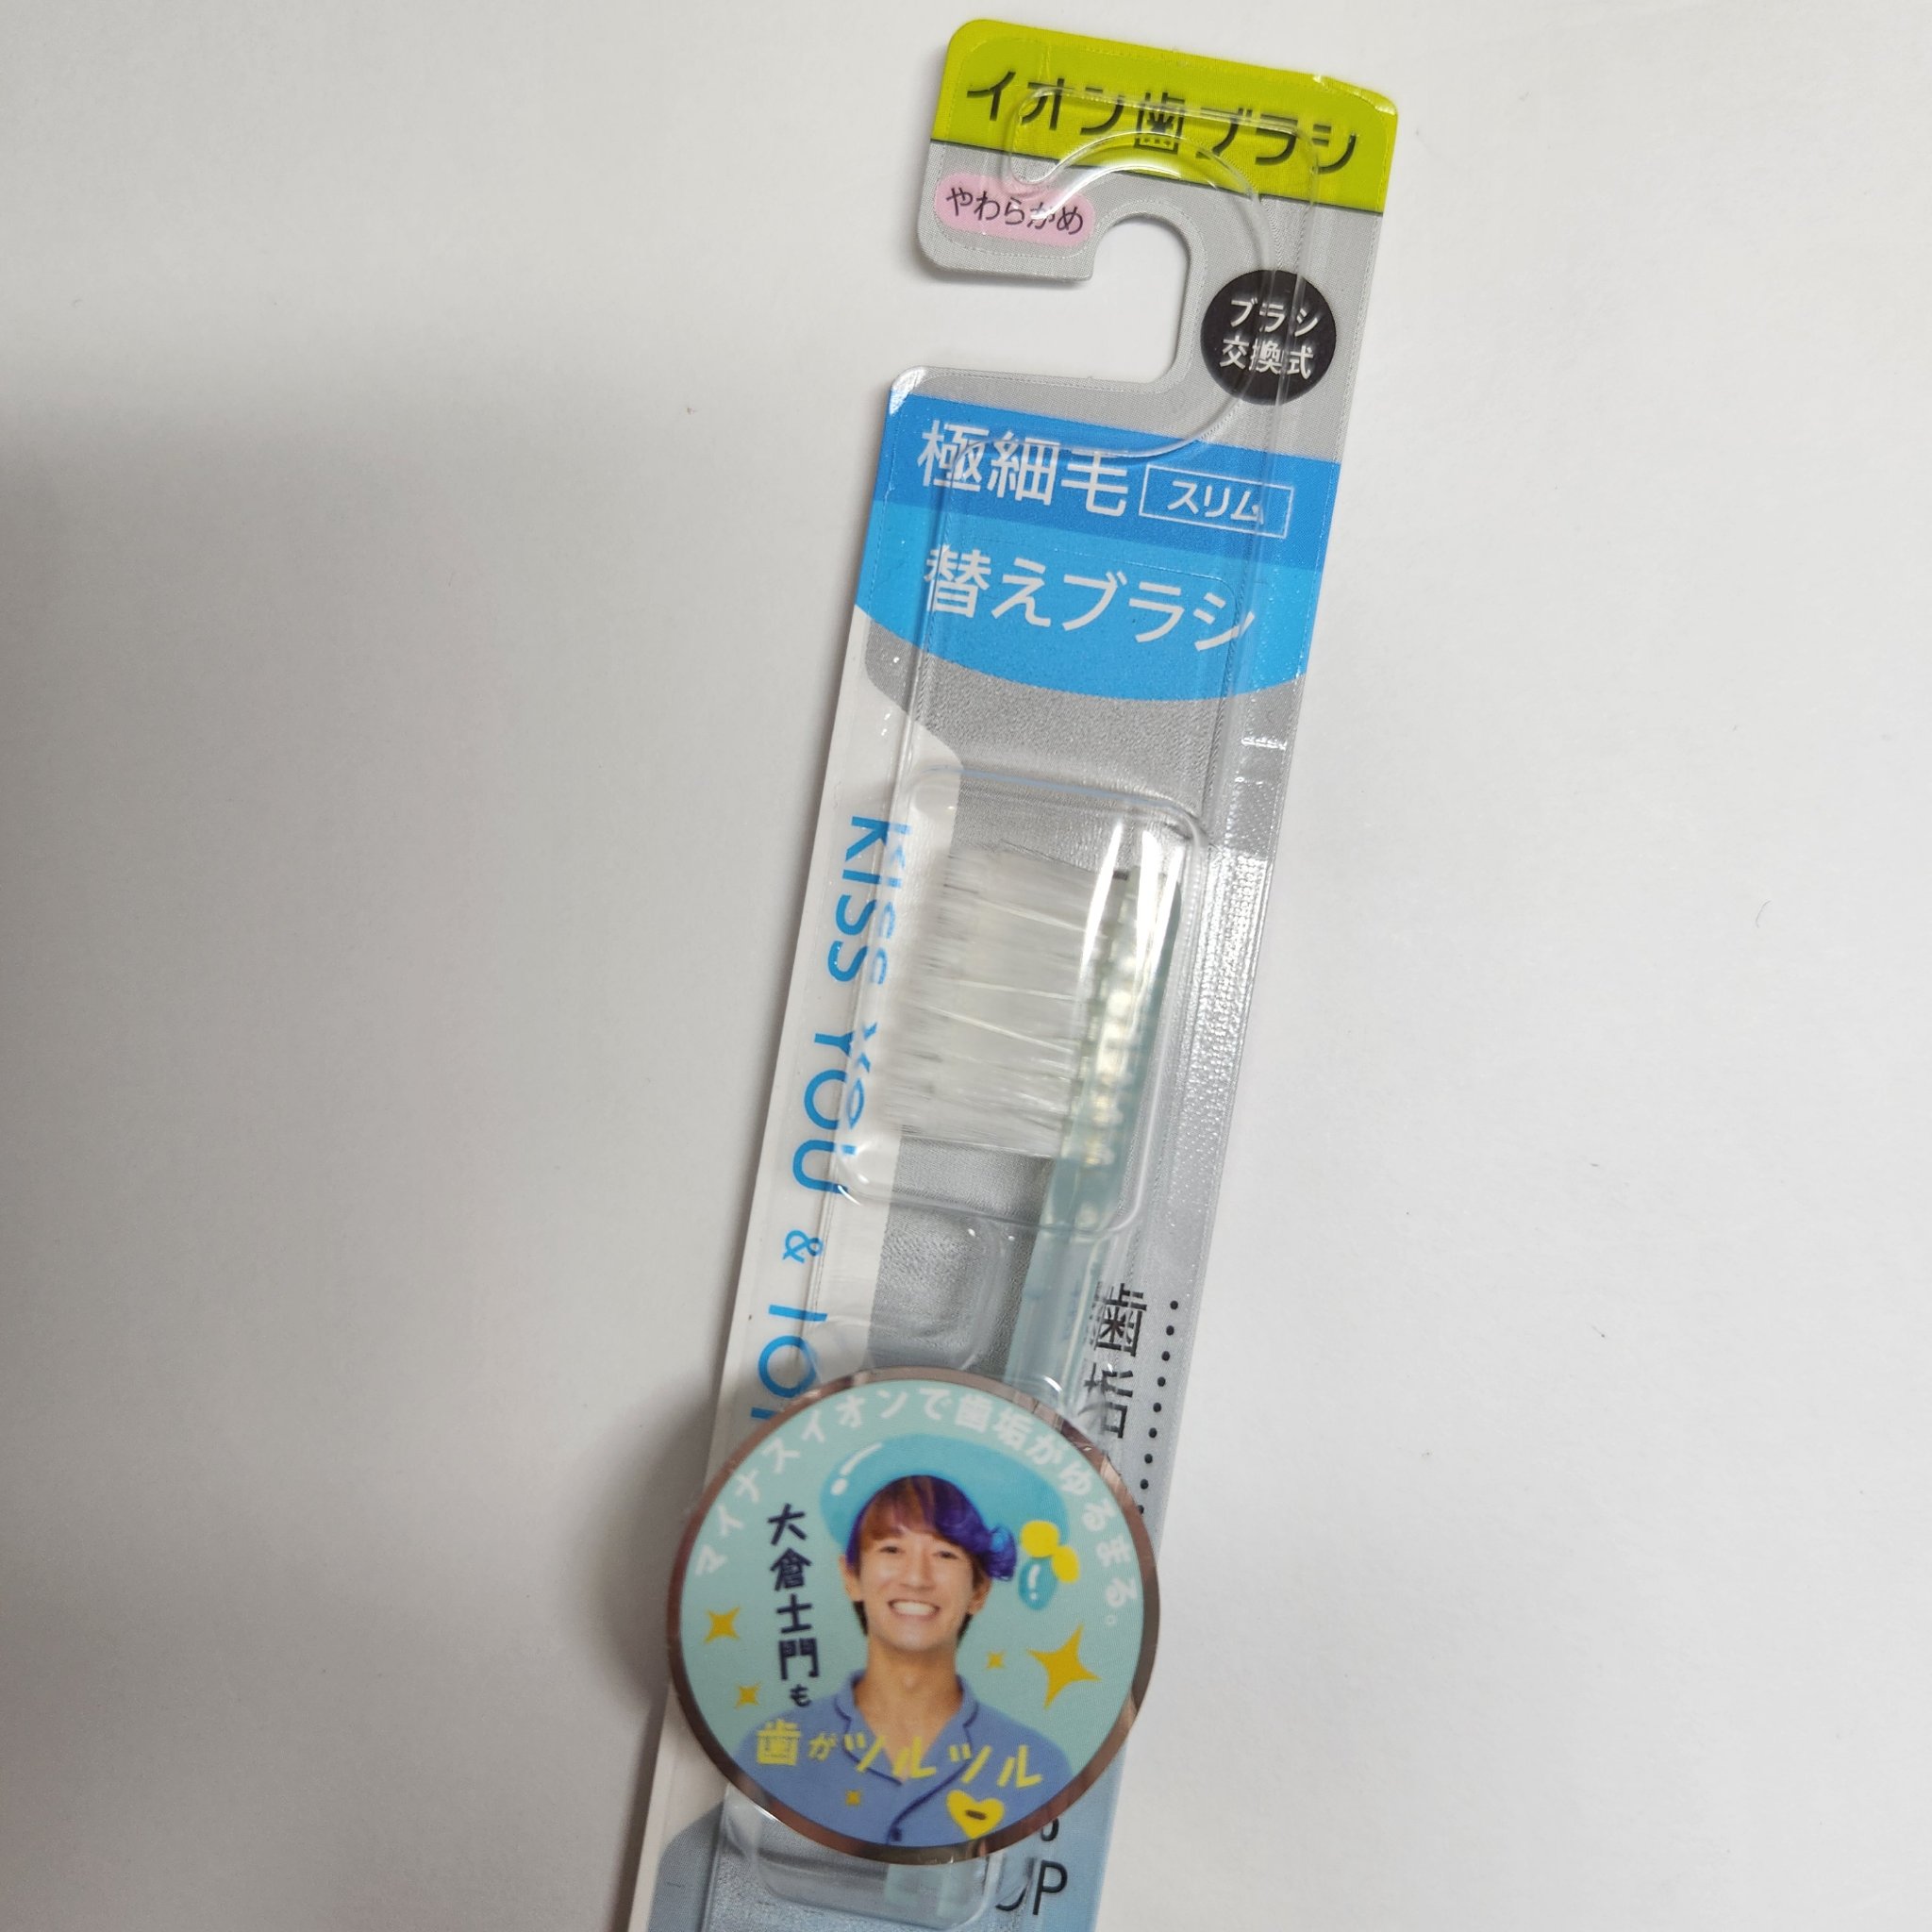 イオン歯ブラシ
やわらかめ
ブラシ
交換式
極細毛 スリム
替えブラシ
KISS YOU &
歯垢
マイナスイオンで歯垢がゆるまる。
大倉士門も
歯がツルツル
UP